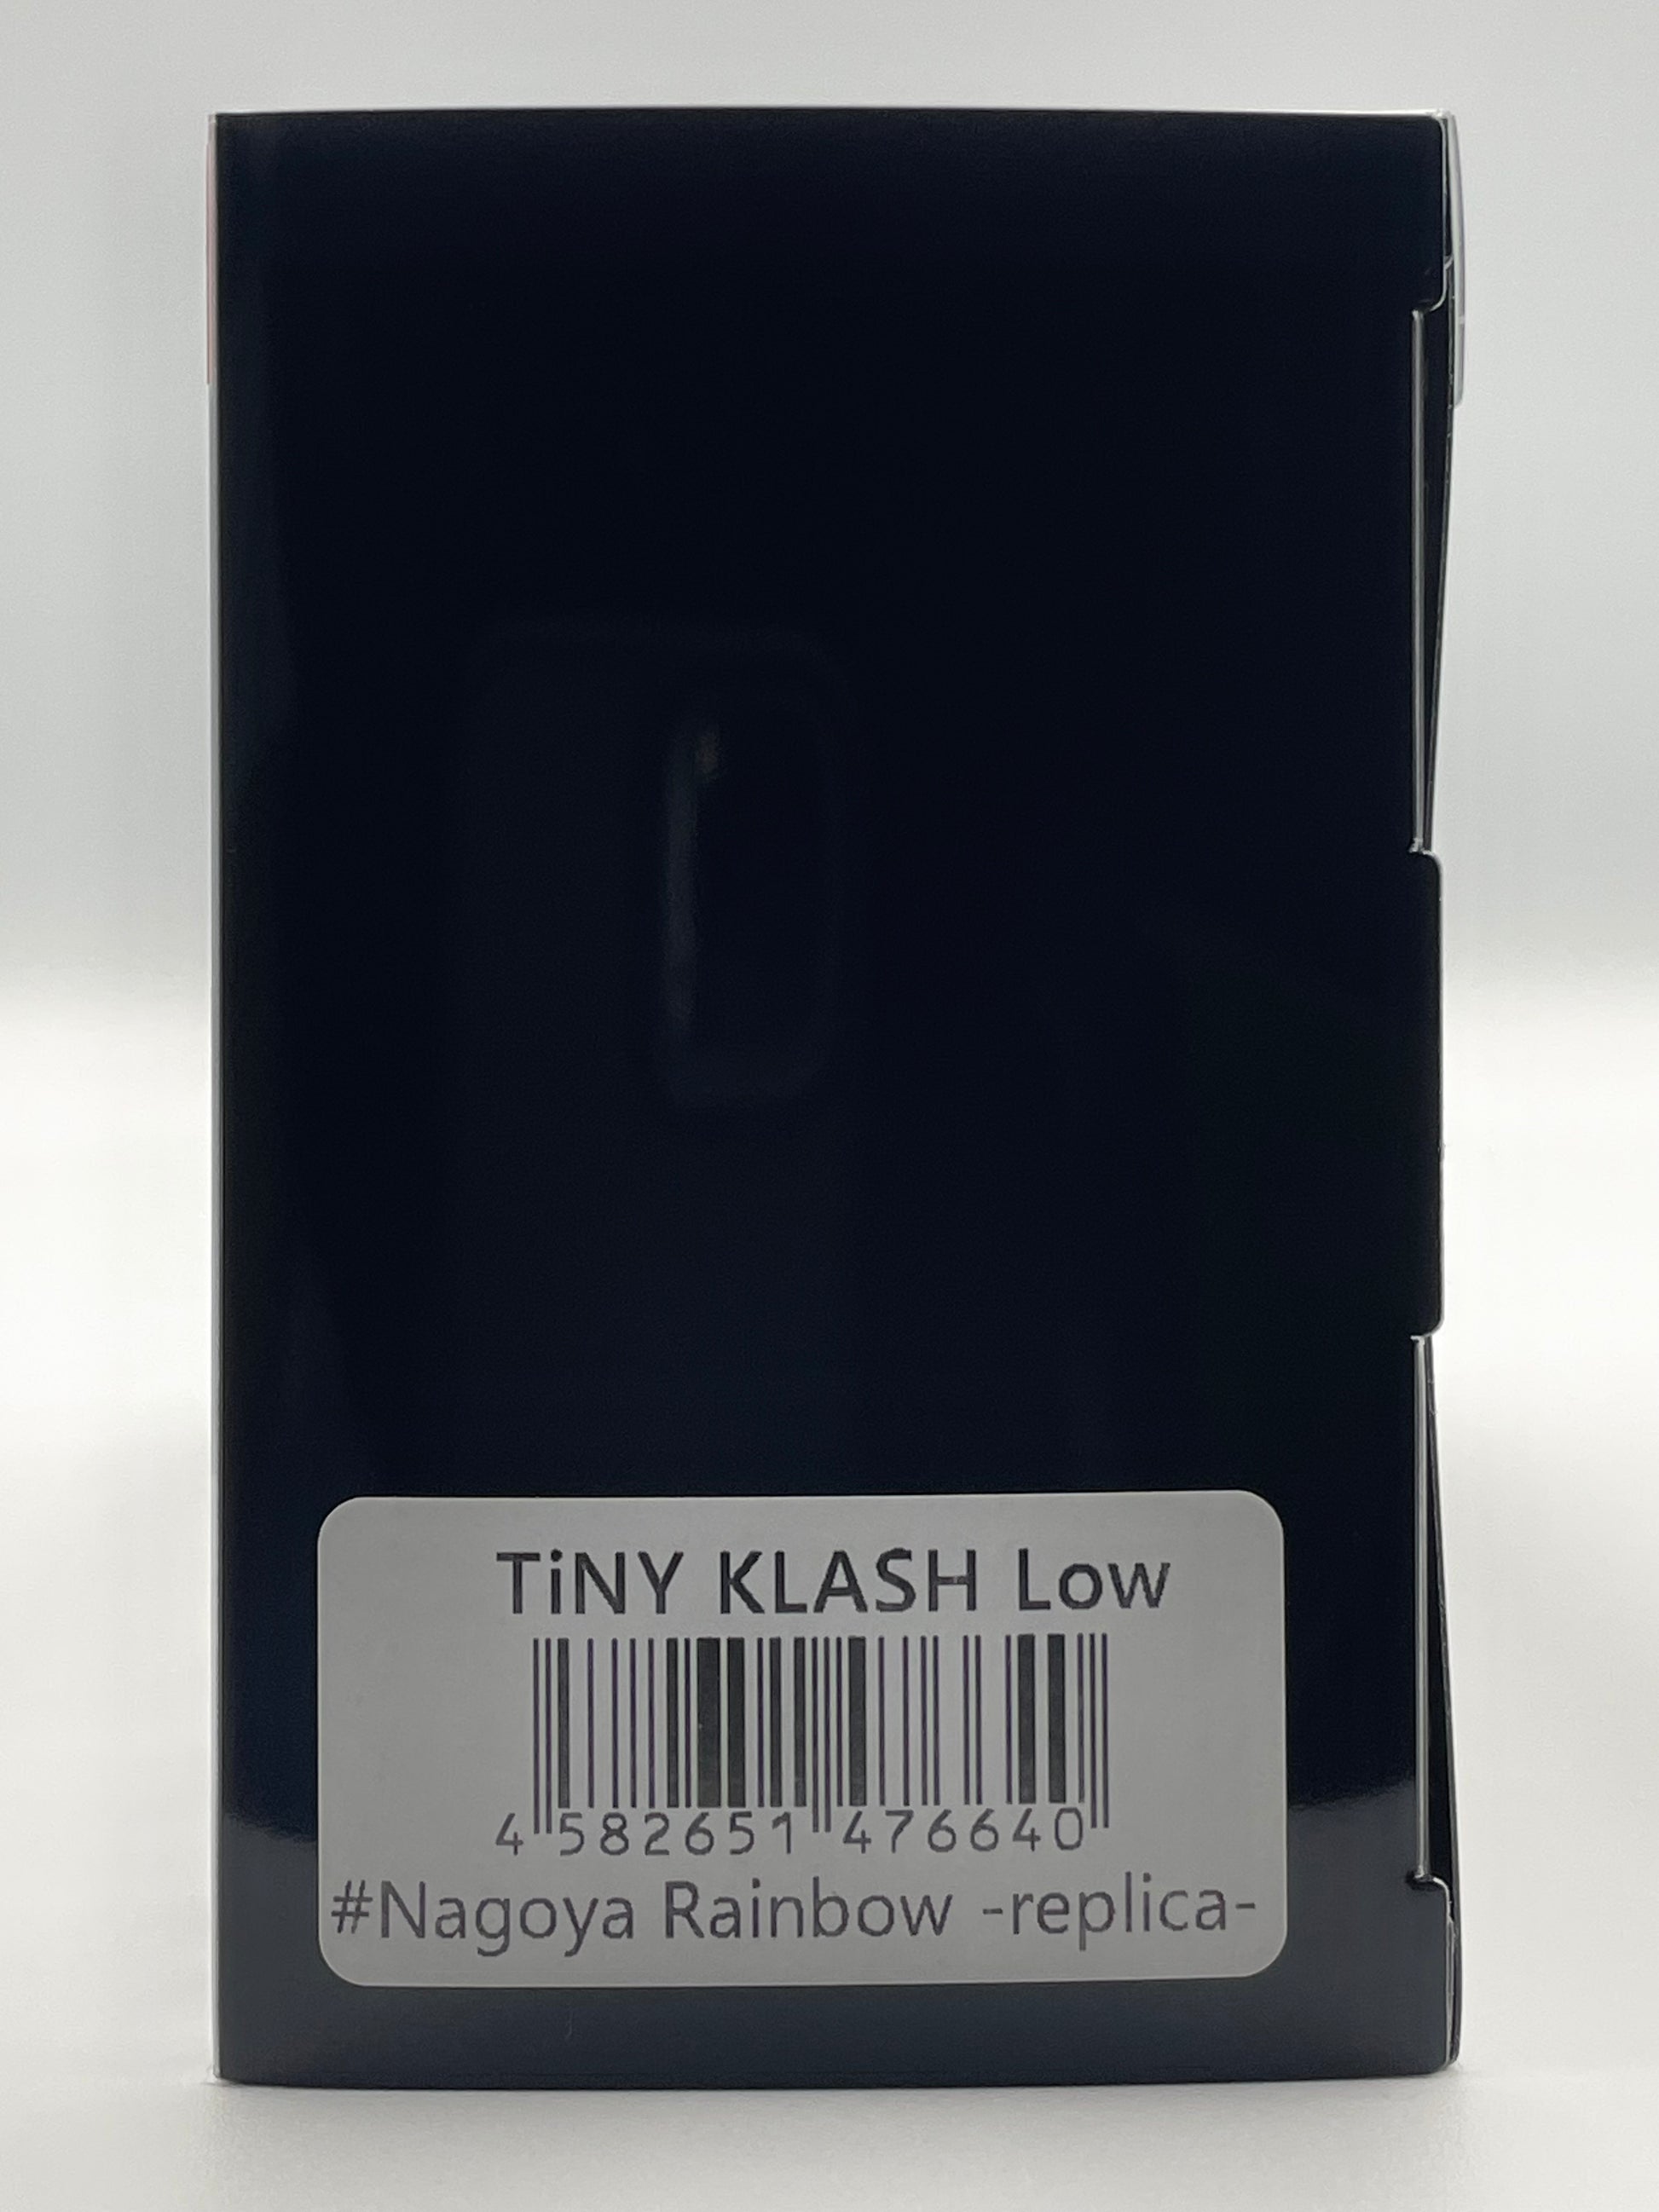 TiNY KLASH Low
4 582651 476640
#Nagoya Rainbow -replica-